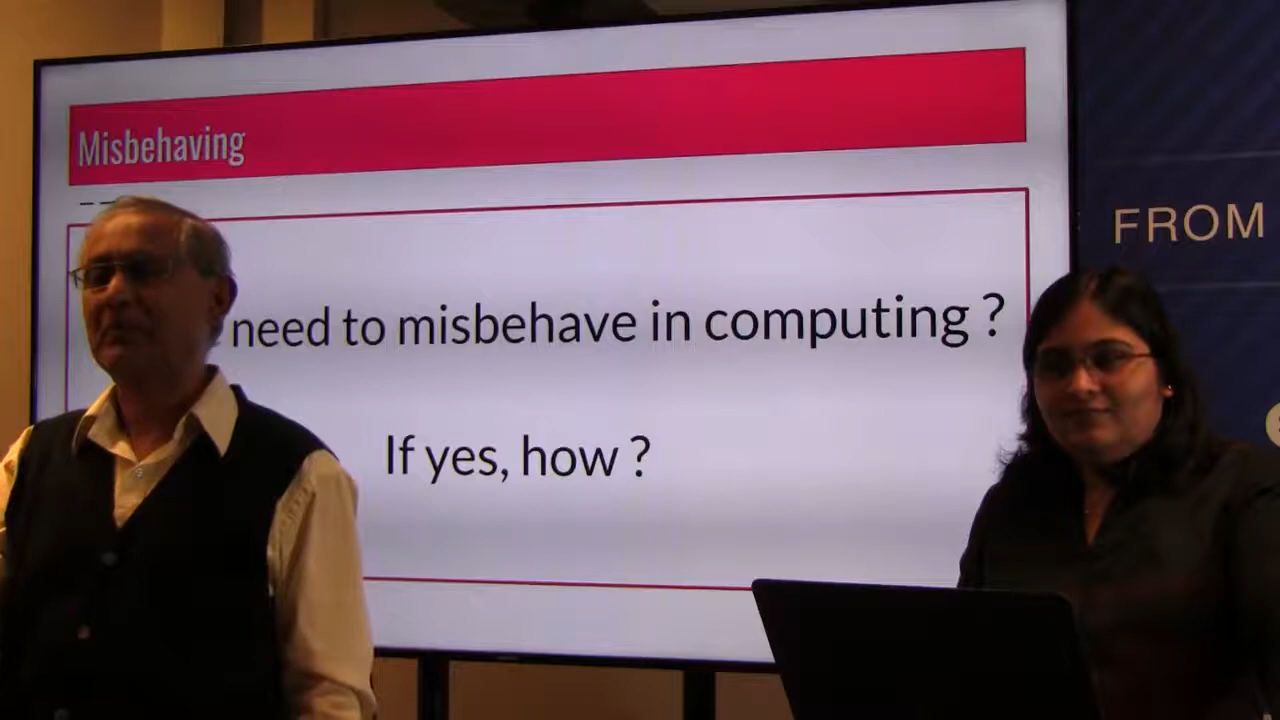 Misbehaving
need to misbehave in computing ?
If yes, how ?
FROM